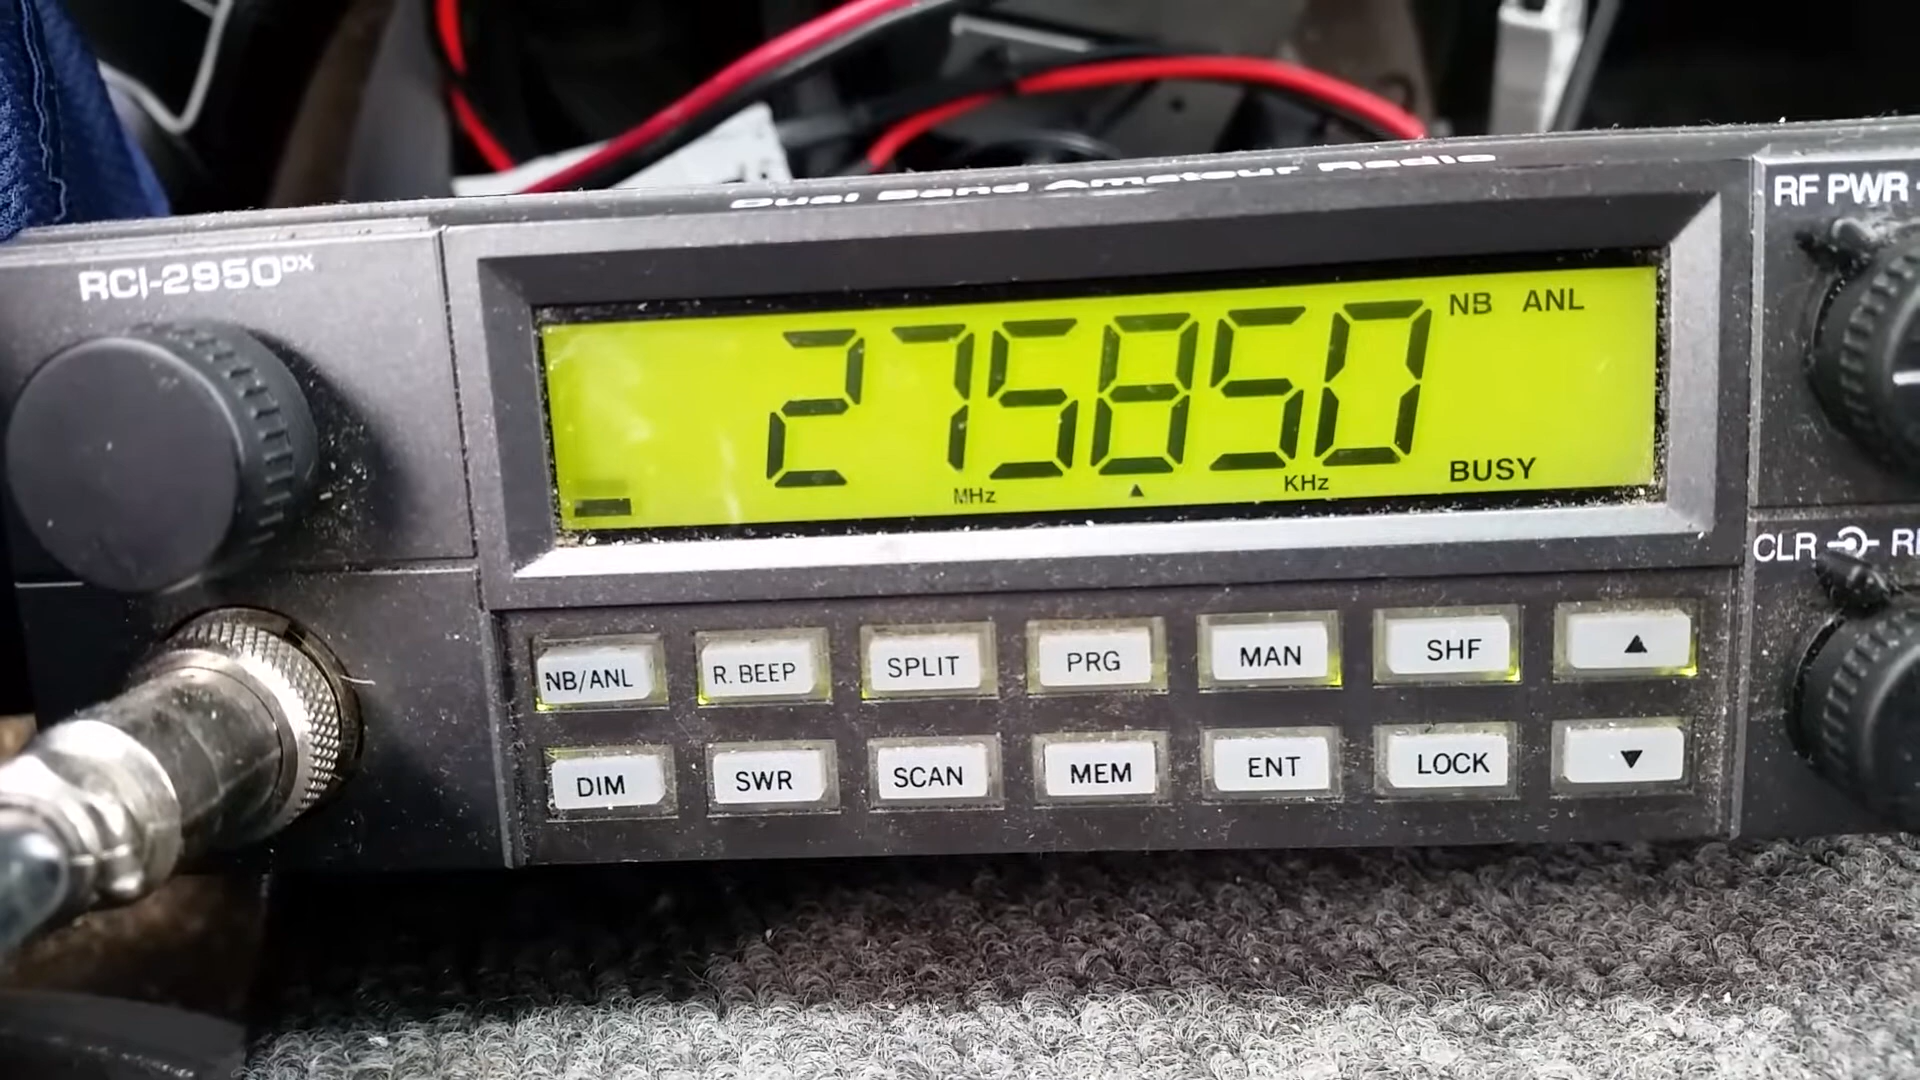 Dual Band Amateur Radio
RCI-2950DX
RF PWR
275850
NB ANL
MHz ▲ KHz
BUSY
CLR
NB/ANL R.BEEP SPLIT PRG MAN SHF ▲
DIM SWR SCAN MEM ENT LOCK ▼